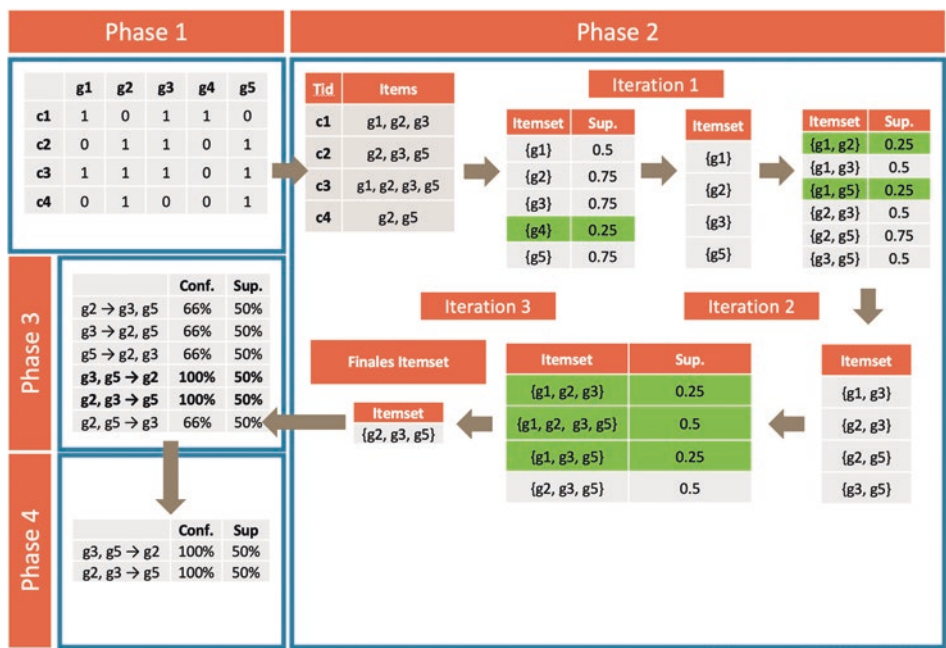 Phase 1
g1 g2 g3 g4 g5
c1 1 0 1 1 0
c2 0 1 1 0 1
c3 1 1 1 0 1
c4 0 1 0 0 1
Phase 2
Tid Items
c1 g1, g2, g3
c2 g2, g3, g5
c3 g1, g2, g3, g5
c4 g2, g5
Iteration 1
Itemset Sup.
{g1} 0.5
{g2} 0.75
{g3} 0.75
{g4} 0.25
{g5} 0.75
Itemset
{g1}
{g2}
{g3}
{g5}
Itemset Sup.
{g1, g2} 0.25
{g1, g3} 0.5
{g1, g5} 0.25
{g2, g3} 0.5
{g2, g5} 0.75
{g3, g5} 0.5
Iteration 2
Itemset
{g1, g3}
{g2, g3}
{g2, g5}
{g3, g5}
Itemset Sup.
{g1, g2, g3} 0.25
{g1, g2, g3, g5} 0.5
{g1, g3, g5} 0.25
{g2, g3, g5} 0.5
Iteration 3
Finales Itemset
Itemset
{g2, g3, g5}
Phase 3
Conf. Sup.
g2 → g3, g5 66% 50%
g3 → g2, g5 66% 50%
g5 → g2, g3 66% 50%
g3, g5 → g2 100% 50%
g2, g3 → g5 100% 50%
g2, g5 → g3 66% 50%
Phase 4
Conf. Sup
g3, g5 → g2 100% 50%
g2, g3 → g5 100% 50%